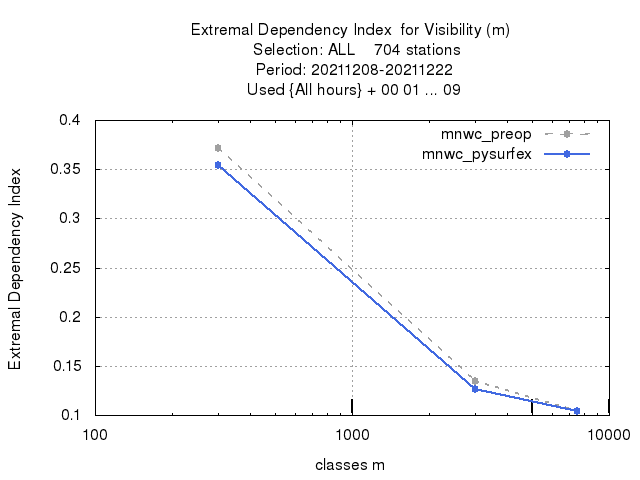 Extremal Dependency Index  for Visibility (m)
Selection: ALL    704 stations
Period: 20211208-20211222
Used {All hours} + 00 01 ... 09
mnwc_preop
mnwc_pysurfex
Extremal Dependency Index
0.4
0.35
0.3
0.25
0.2
0.15
0.1
100 1000 10000
classes m